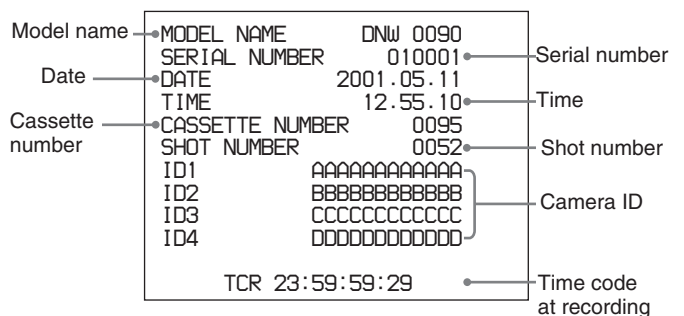 Model name
MODEL NAME DNW 0090
SERIAL NUMBER 010001
Serial number
Date
DATE 2001.05.11
TIME 12.55.10
Time
Cassette
number
CASSETTE NUMBER 0095
SHOT NUMBER 0052
Shot number
ID1 AAAAAAAAAAAA
ID2 BBBBBBBBBBBB
ID3 CCCCCCCCCCCC
ID4 DDDDDDDDDDDD
Camera ID
TCR 23:59:59:29
Time code
at recording